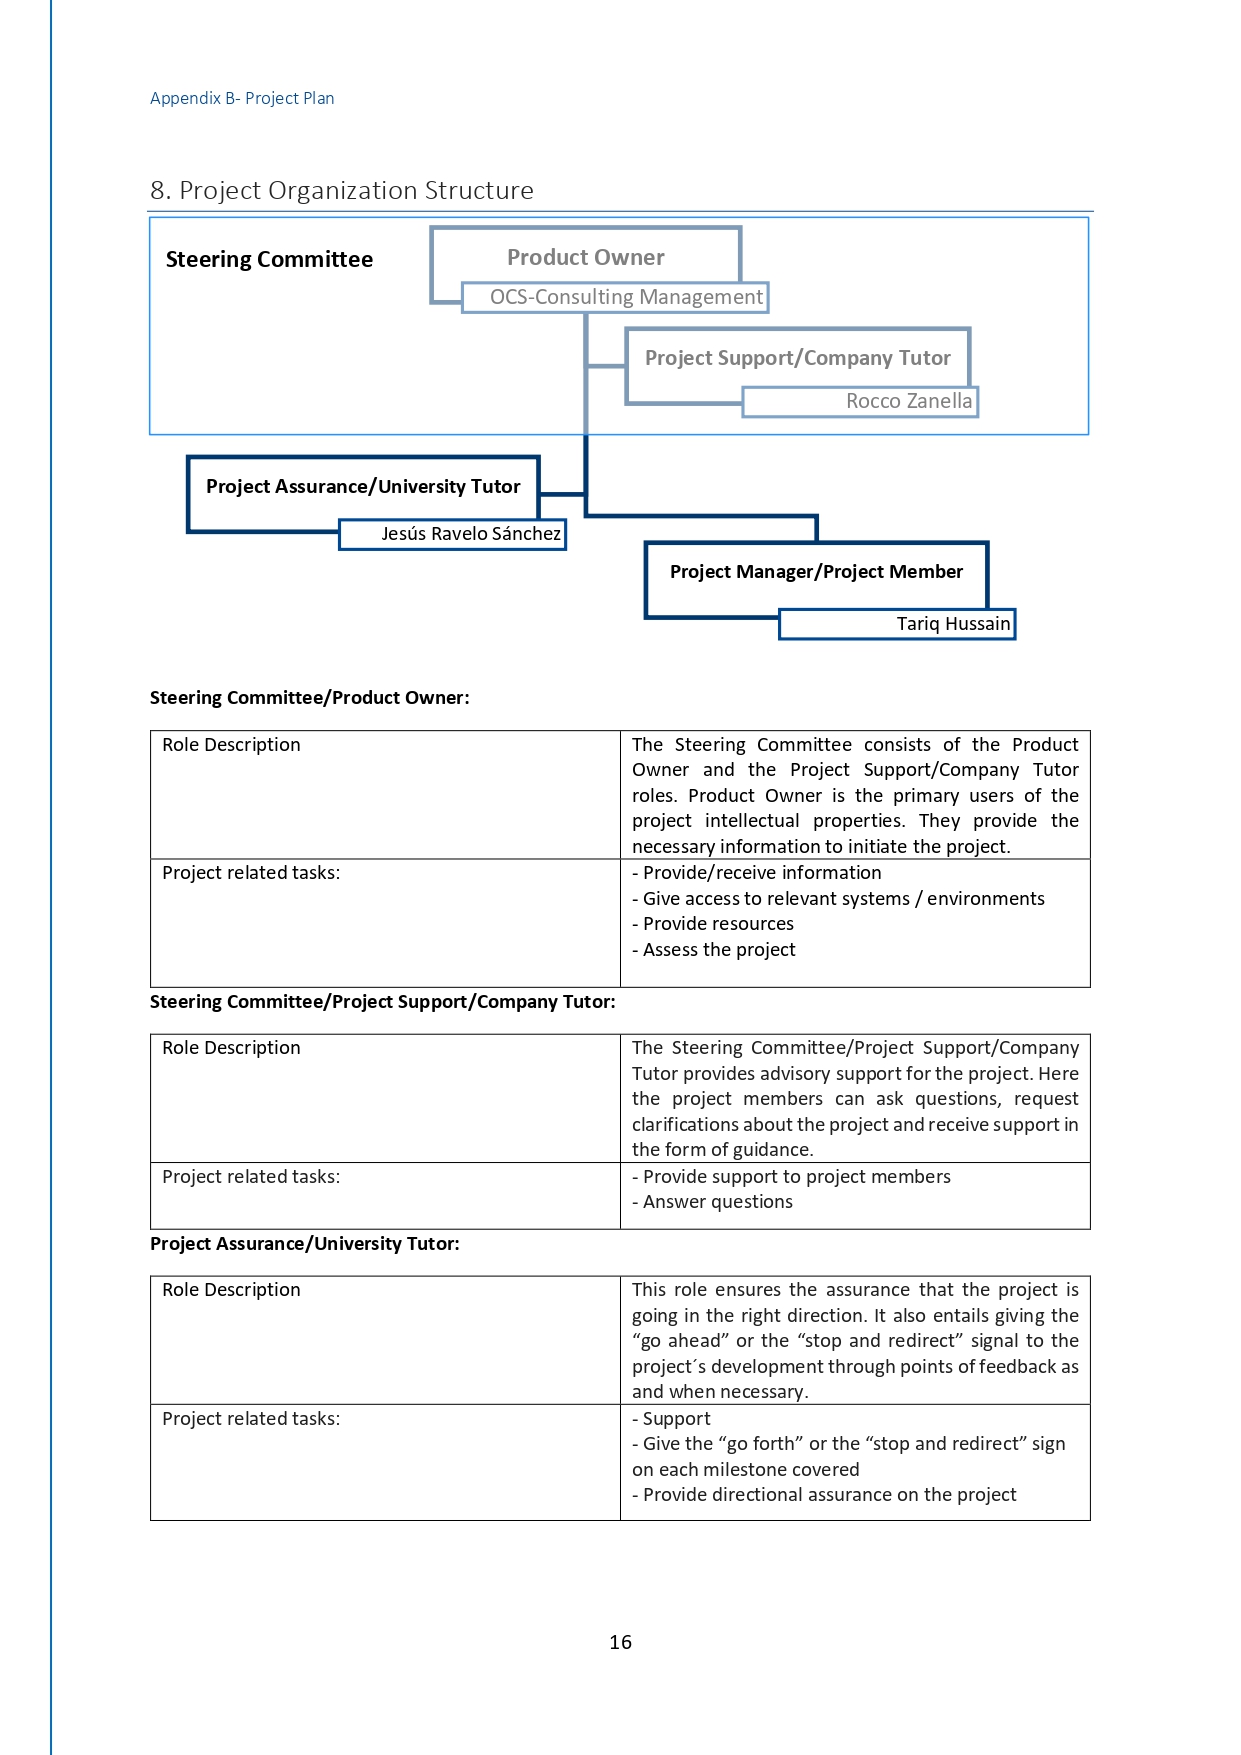 Appendix B- Project Plan
8. Project Organization Structure
Steering Committee
Product Owner
OCS-Consulting Management
Project Support/Company Tutor
Rocco Zanella
Project Assurance/University Tutor
Jesús Ravelo Sánchez
Project Manager/Project Member
Tariq Hussain
Steering Committee/Product Owner:
Role Description
The Steering Committee consists of the Product
Owner and the Project Support/Company Tutor
roles. Product Owner is the primary users of the
project intellectual properties. They provide the
necessary information to initiate the project.
Project related tasks:
- Provide/receive information
- Give access to relevant systems / environments
- Provide resources
- Assess the project
Steering Committee/Project Support/Company Tutor:
Role Description
The Steering Committee/Project Support/Company
Tutor provides advisory support for the project. Here
the project members can ask questions, request
clarifications about the project and receive support in
the form of guidance.
Project related tasks:
- Provide support to project members
- Answer questions
Project Assurance/University Tutor:
Role Description
This role ensures the assurance that the project is
going in the right direction. It also entails giving the
“go ahead” or the “stop and redirect” signal to the
project´s development through points of feedback as
and when necessary.
Project related tasks:
- Support
- Give the “go forth” or the “stop and redirect” sign
on each milestone covered
- Provide directional assurance on the project
16